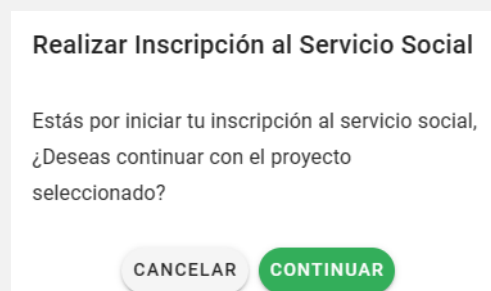 Realizar Inscripción al Servicio Social
Estás por iniciar tu inscripción al servicio social,
¿Deseas continuar con el proyecto
seleccionado?
CANCELAR CONTINUAR